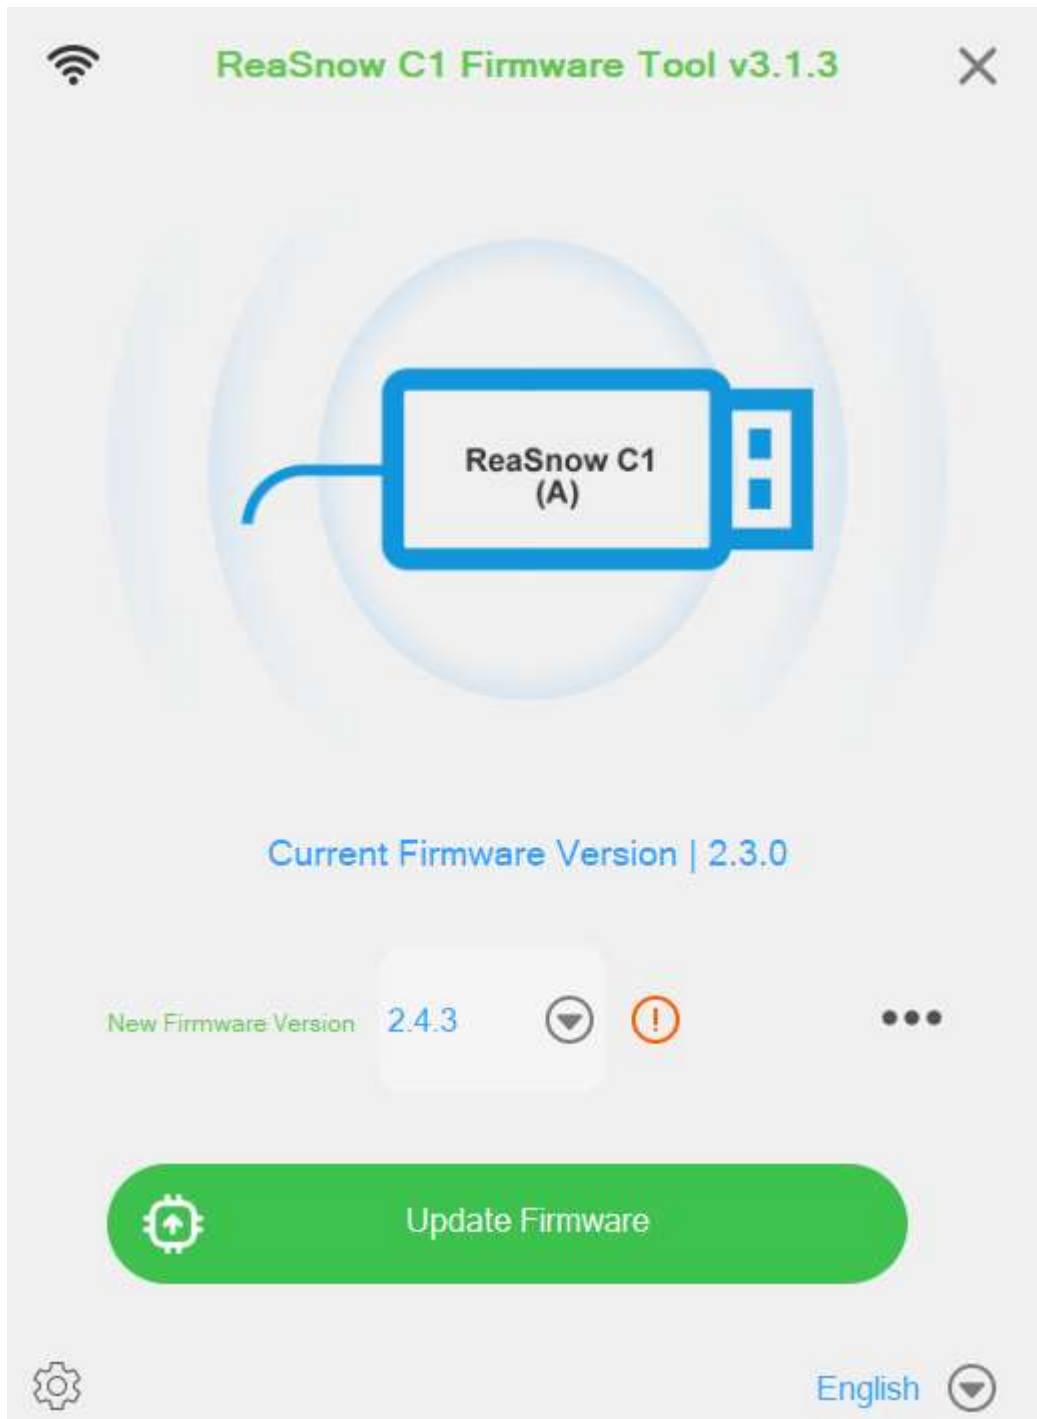 ReaSnow C1 Firmware Tool v3.1.3
ReaSnow C1
(A)
Current Firmware Version | 2.3.0
New Firmware Version 2.4.3
Update Firmware
English